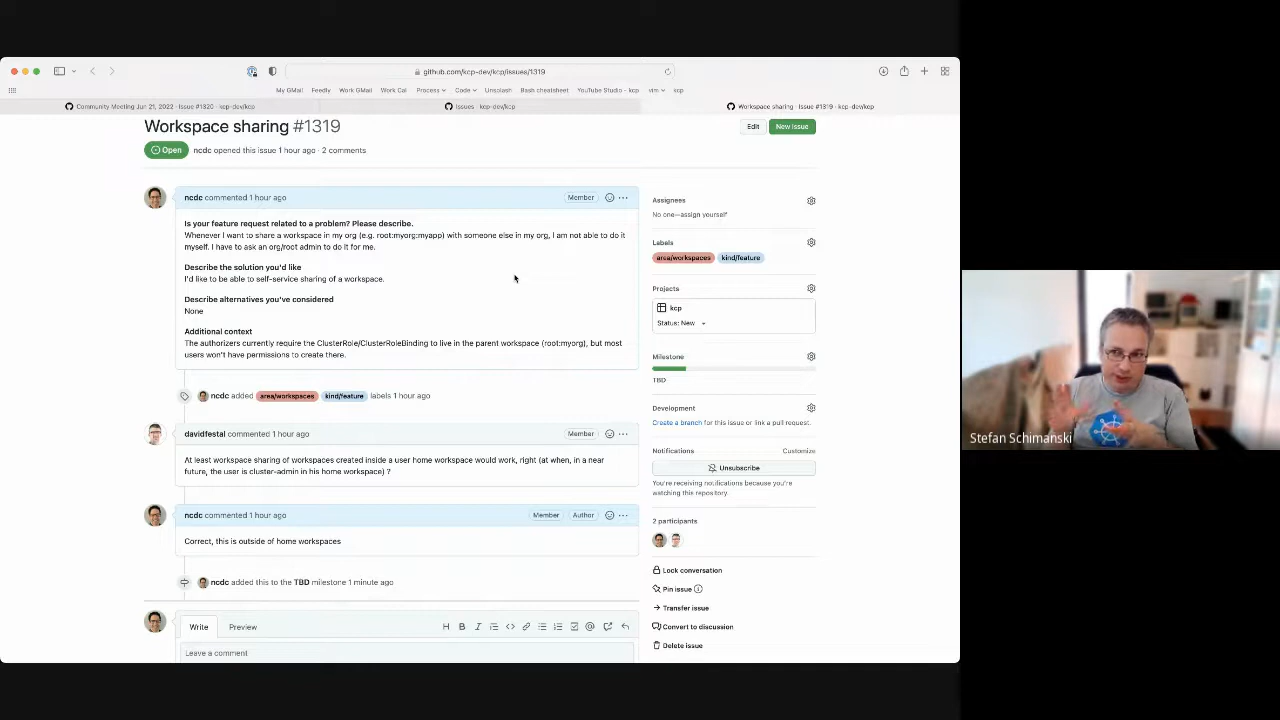 github.com/kcp-dev/kcp/issues/1319
My GMail Feedly Work GMail Work Cal Process Code Unsplash Bash cheatsheet YouTube Studio - kcp vim kcp
Community Meeting Jun 21, 2022 · Issue #1320 · kcp-dev/kcp
Issues · kcp-dev/kcp
Workspace sharing · Issue #1319 · kcp-dev/kcp
Workspace sharing #1319
Edit
New issue
Open
ncdc opened this issue 1 hour ago · 2 comments
ncdc commented 1 hour ago
Member
Is your feature request related to a problem? Please describe.
Whenever I want to share a workspace in my org (e.g. root:myorg:myapp) with someone else in my org, I am not able to do it
myself. I have to ask an org/root admin to do it for me.
Describe the solution you'd like
I'd like to be able to self-service sharing of a workspace.
Describe alternatives you've considered
None
Additional context
The authorizers currently require the ClusterRole/ClusterRoleBinding to live in the parent workspace (root:myorg), but most
users won't have permissions to create there.
ncdc added area/workspaces kind/feature labels 1 hour ago
davidfestal commented 1 hour ago
Member
At least workspace sharing of workspaces created inside a user home workspace would work, right (at when, in a near
future, the user is cluster-admin in his home workspace) ?
ncdc commented 1 hour ago
Member
Author
Correct, this is outside of home workspaces
ncdc added this to the TBD milestone 1 minute ago
Write
Preview
Leave a comment
Assignees
No one—assign yourself
Labels
area/workspaces kind/feature
Projects
kcp
Status: New
Milestone
TBD
Development
Create a branch for this issue or link a pull request.
Notifications
Customize
Unsubscribe
You're receiving notifications because you're
watching this repository.
2 participants
Lock conversation
Pin issue
Transfer issue
Convert to discussion
Delete issue
Stefan Schimanski